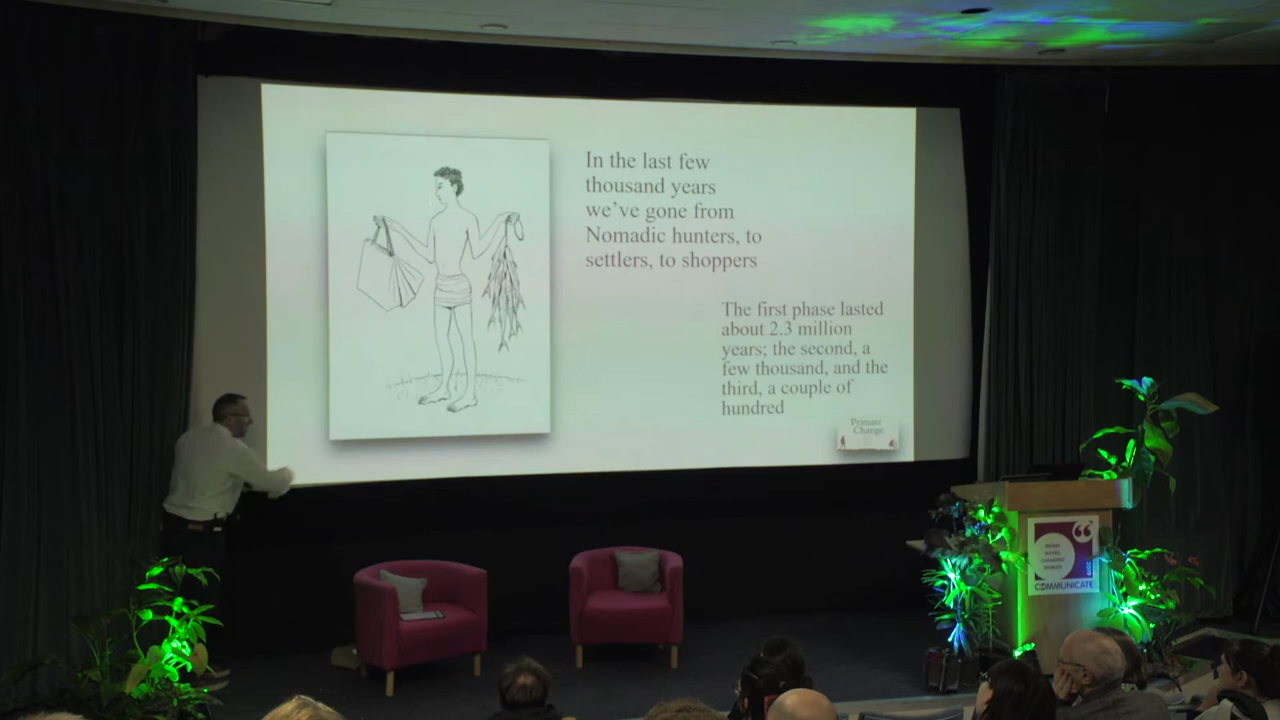 In the last few
thousand years
we've gone from
Nomadic hunters, to
settlers, to shoppers
The first phase lasted
about 2.3 million
years; the second, a
few thousand, and the
third, a couple of
hundred
Primate
Change
COMMUNICATE
2019